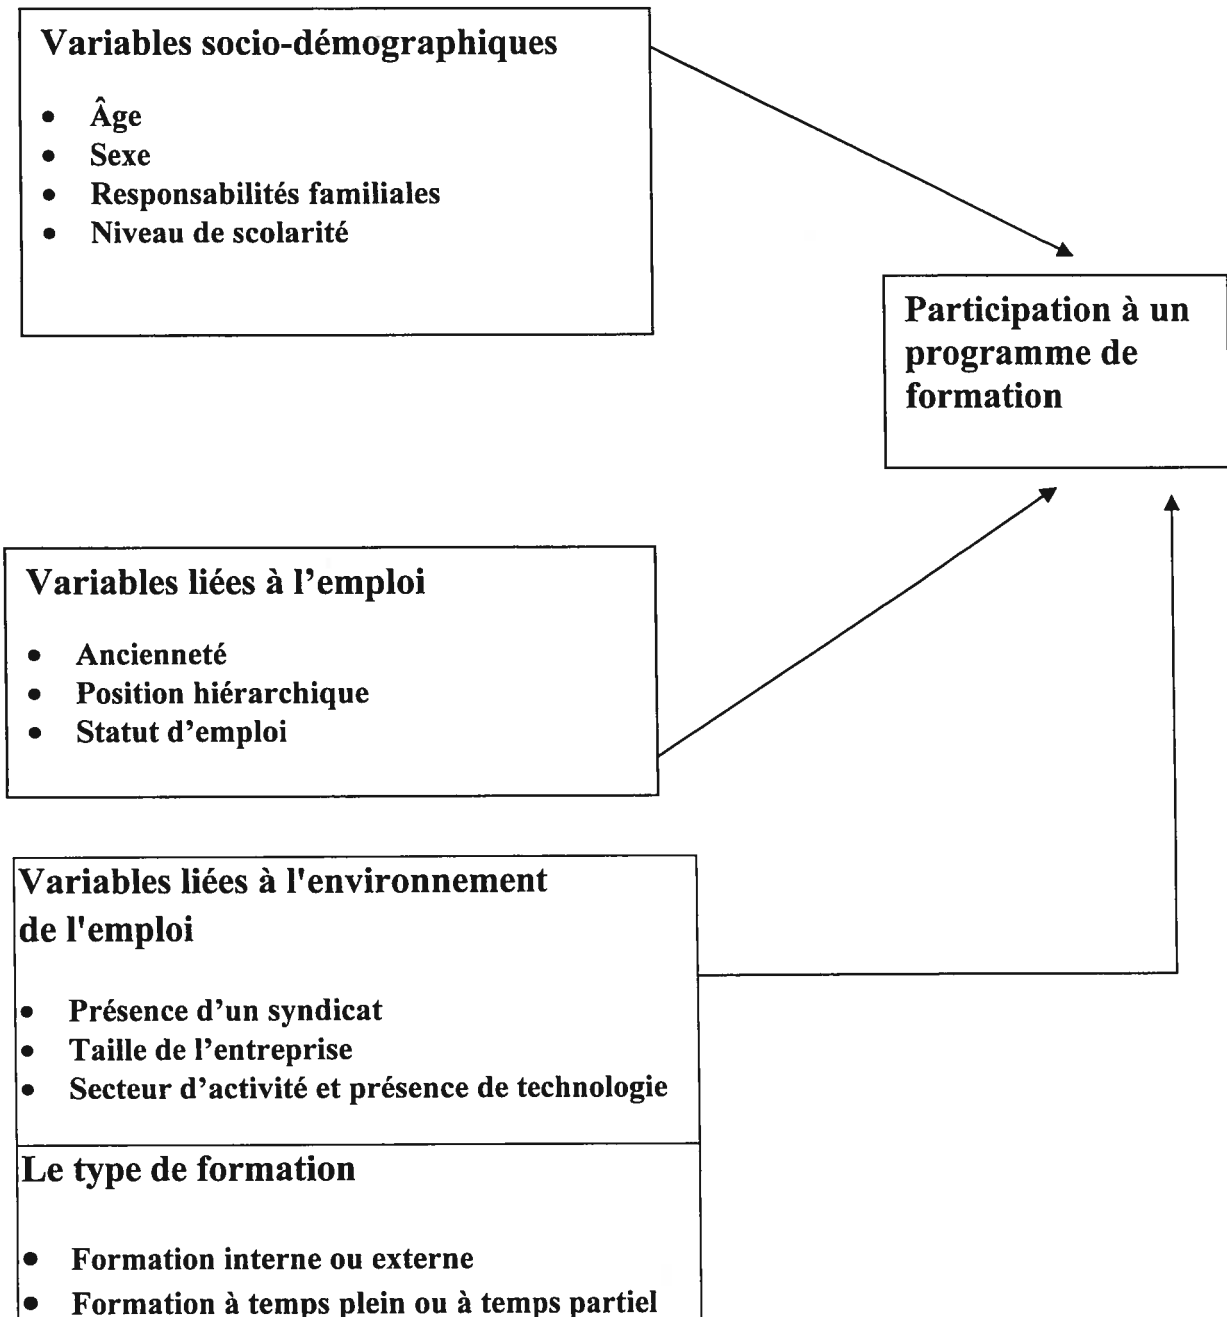 Variables socio-démographiques
• Âge
• Sexe
• Responsabilités familiales
• Niveau de scolarité
Participation à un
programme de
formation
Variables liées à l’emploi
• Ancienneté
• Position hiérarchique
• Statut d’emploi
Variables liées à l'environnement
de l'emploi
• Présence d’un syndicat
• Taille de l’entreprise
• Secteur d’activité et présence de technologie
Le type de formation
• Formation interne ou externe
• Formation à temps plein ou à temps partiel